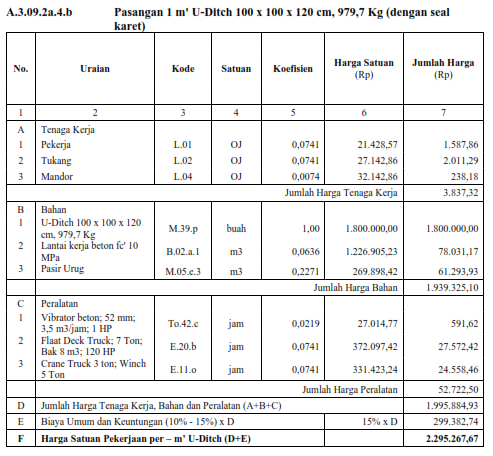 A.3.09.2a.4.b Pasangan 1 m' U-Ditch 100 x 100 x 120 cm, 979,7 Kg (dengan seal
karet)
No. Uraian Kode Satuan Koefisien Harga Satuan (Rp) Jumlah Harga (Rp)
1 2 3 4 5 6 7
A Tenaga Kerja
1 Pekerja L.01 OJ 0,0741 21.428,57 1.587,86
2 Tukang L.02 OJ 0,0741 27.142,86 2.011,29
3 Mandor L.04 OJ 0,0074 32.142,86 238,18
Jumlah Harga Tenaga Kerja 3.837,32
B Bahan
1 U-Ditch 100 x 100 x 120
cm, 979,7 Kg M.39.p buah 1,00 1.800.000,00 1.800.000,00
2 Lantai kerja beton fc' 10
MPa B.02.a.1 m3 0,0636 1.226.905,23 78.031,17
3 Pasir Urug M.05.e.3 m3 0,2271 269.898,42 61.293,93
Jumlah Harga Bahan 1.939.325,10
C Peralatan
1 Vibrator beton; 52 mm;
3,5 m3/jam; 1 HP To.42.c jam 0,0219 27.014,77 591,62
2 Flaat Deck Truck; 7 Ton;
Bak 8 m3; 120 HP E.20.b jam 0,0741 372.097,42 27.572,42
3 Crane Truck 3 ton; Winch
5 Ton E.11.o jam 0,0741 331.423,24 24.558,46
Jumlah Harga Peralatan 52.722,50
D Jumlah Harga Tenaga Kerja, Bahan dan Peralatan (A+B+C) 1.995.884,93
E Biaya Umum dan Keuntungan (10% - 15%) x D 15% x D 299.382,74
F Harga Satuan Pekerjaan per – m' U-Ditch (D+E) 2.295.267,67